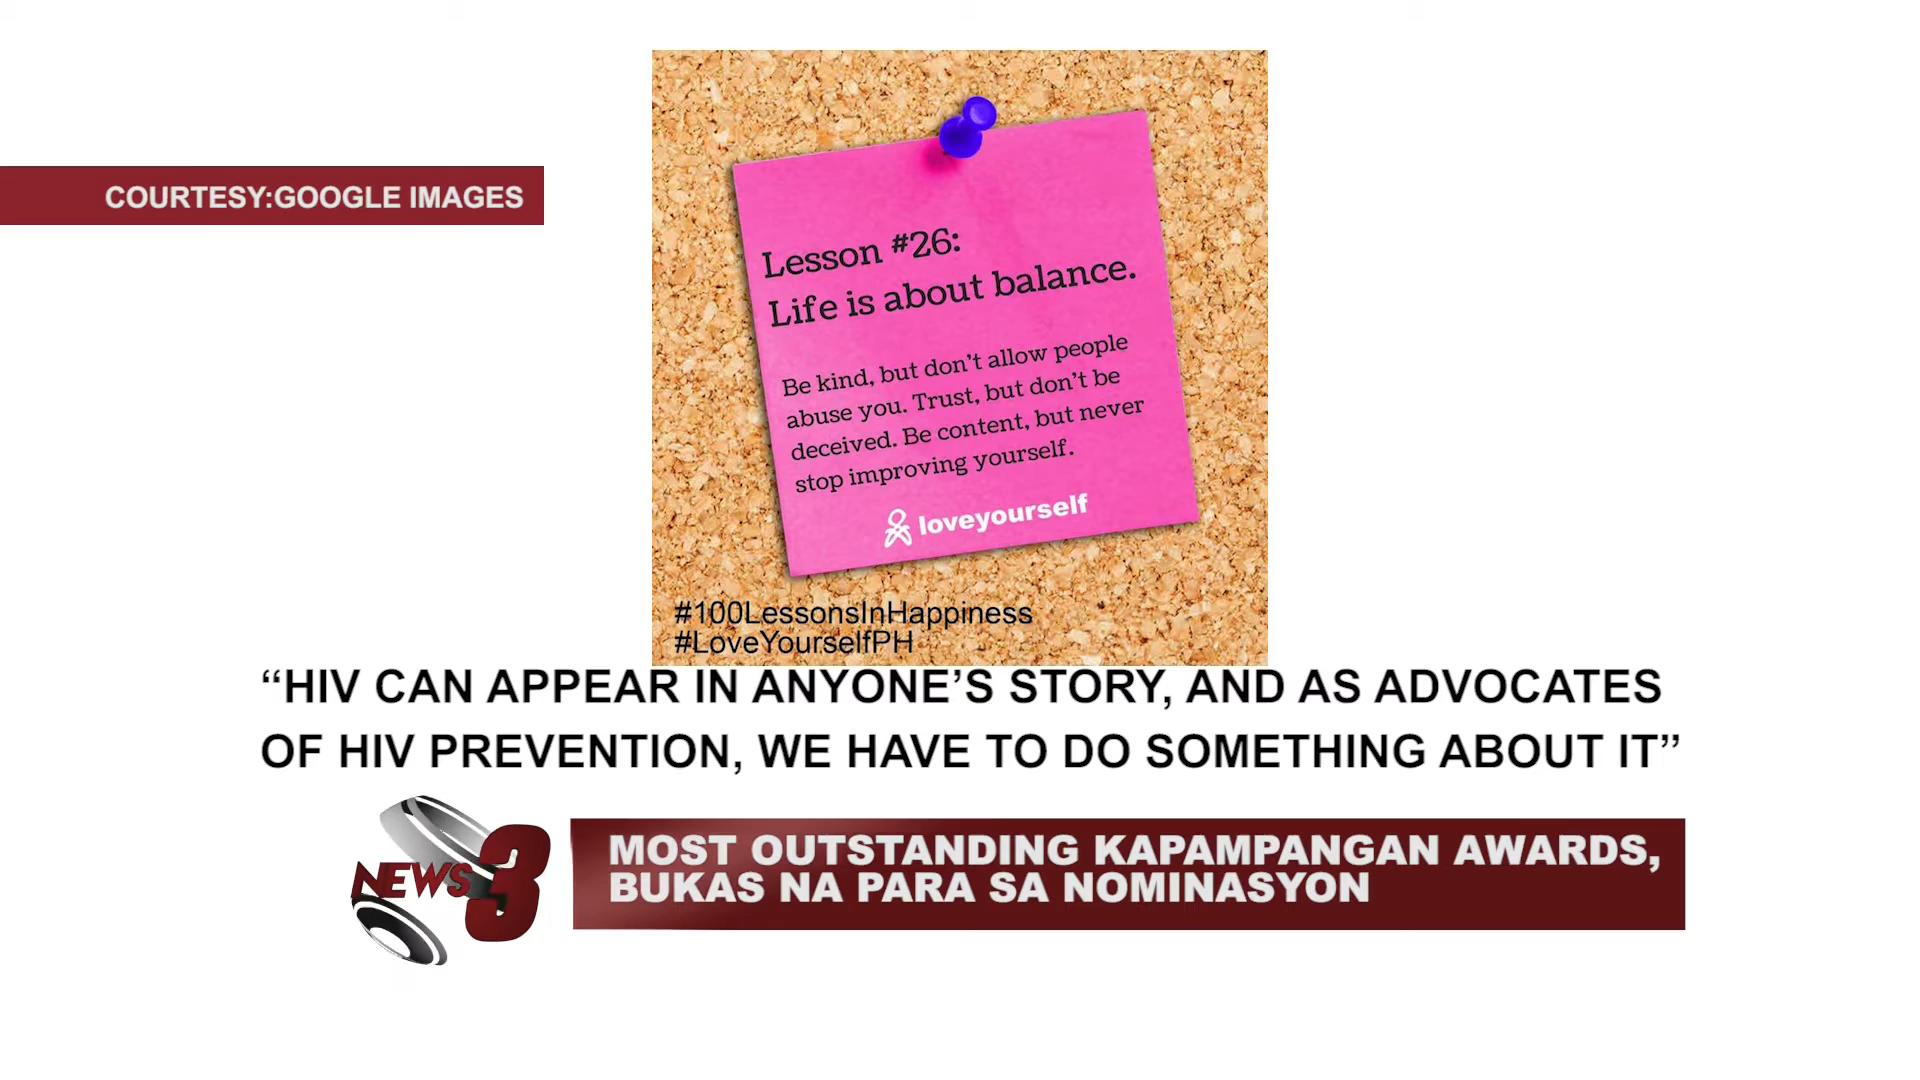 COURTESY:GOOGLE IMAGES
Lesson #26:
Life is about balance.
Be kind, but don't allow people
abuse you. Trust, but don't be
deceived. Be content, but never
stop improving yourself.
loveyourself
#100LessonsInHappiness
#LoveYourselfPH
“HIV CAN APPEAR IN ANYONE’S STORY, AND AS ADVOCATES
OF HIV PREVENTION, WE HAVE TO DO SOMETHING ABOUT IT”
NEWS 3
MOST OUTSTANDING KAPAMPANGAN AWARDS,
BUKAS NA PARA SA NOMINASYON